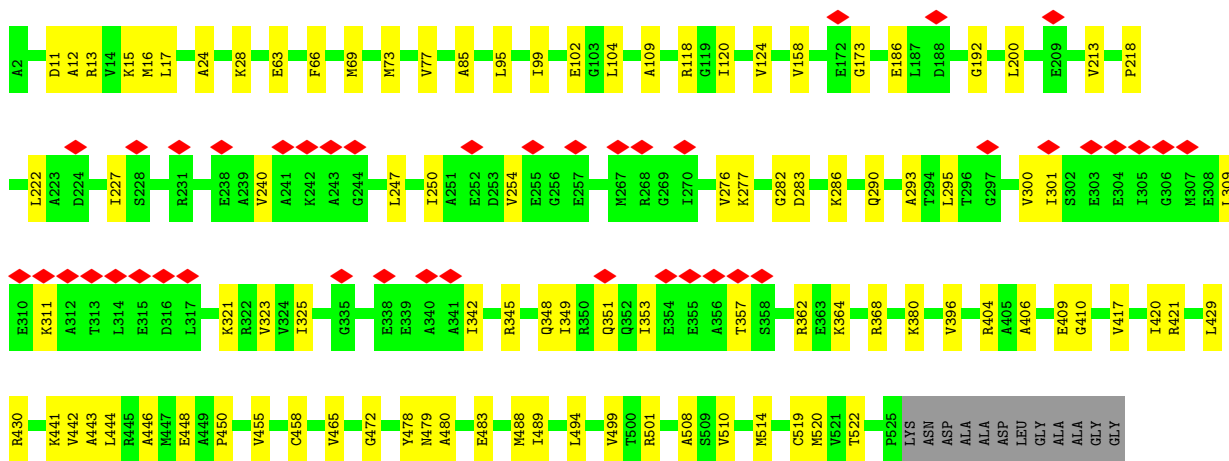 A2 D11 A12 R13 V14 K15 M16 L17 A24 K28 E63 F66 M69 M73 V77 A85 L95 I99 E102 G103 L104 A109 R118 G119 I120 V124 V158 E172 G173 E186 L187 D188 G192 L200 E209 V213 P218
L222 A223 D224 I227 S228 R231 E238 A239 V240 A241 K242 A243 G244 L247 I250 A251 E252 D253 V254 E255 G256 E257 M267 R268 G269 I270 V276 K277 G282 D283 K286 Q290 A293 T294 L295 T296 G297 V300 I301 S302 E303 E304 I305 G306 M307 E308 L309
E310 K311 A312 T313 L314 E315 D316 L317 K321 R322 V323 V324 I325 G335 E338 E339 A340 A341 I342 R345 Q348 I349 R350 Q351 Q352 I353 E354 E355 A356 T357 S358 R362 E363 K364 R368 K380 V396 R404 A405 A406 E409 G410 V417 I420 R421 L429
R430 K441 V442 A443 L444 R445 A446 M447 E448 A449 P450 V455 C458 V465 G472 Y478 N479 A480 E483 M488 I489 L494 V499 T500 R501 A508 S509 V510 M514 C519 M520 V521 T522 P525 LYS ASN ASP ALA ALA ASP LEU GLY ALA ALA GLY GLY